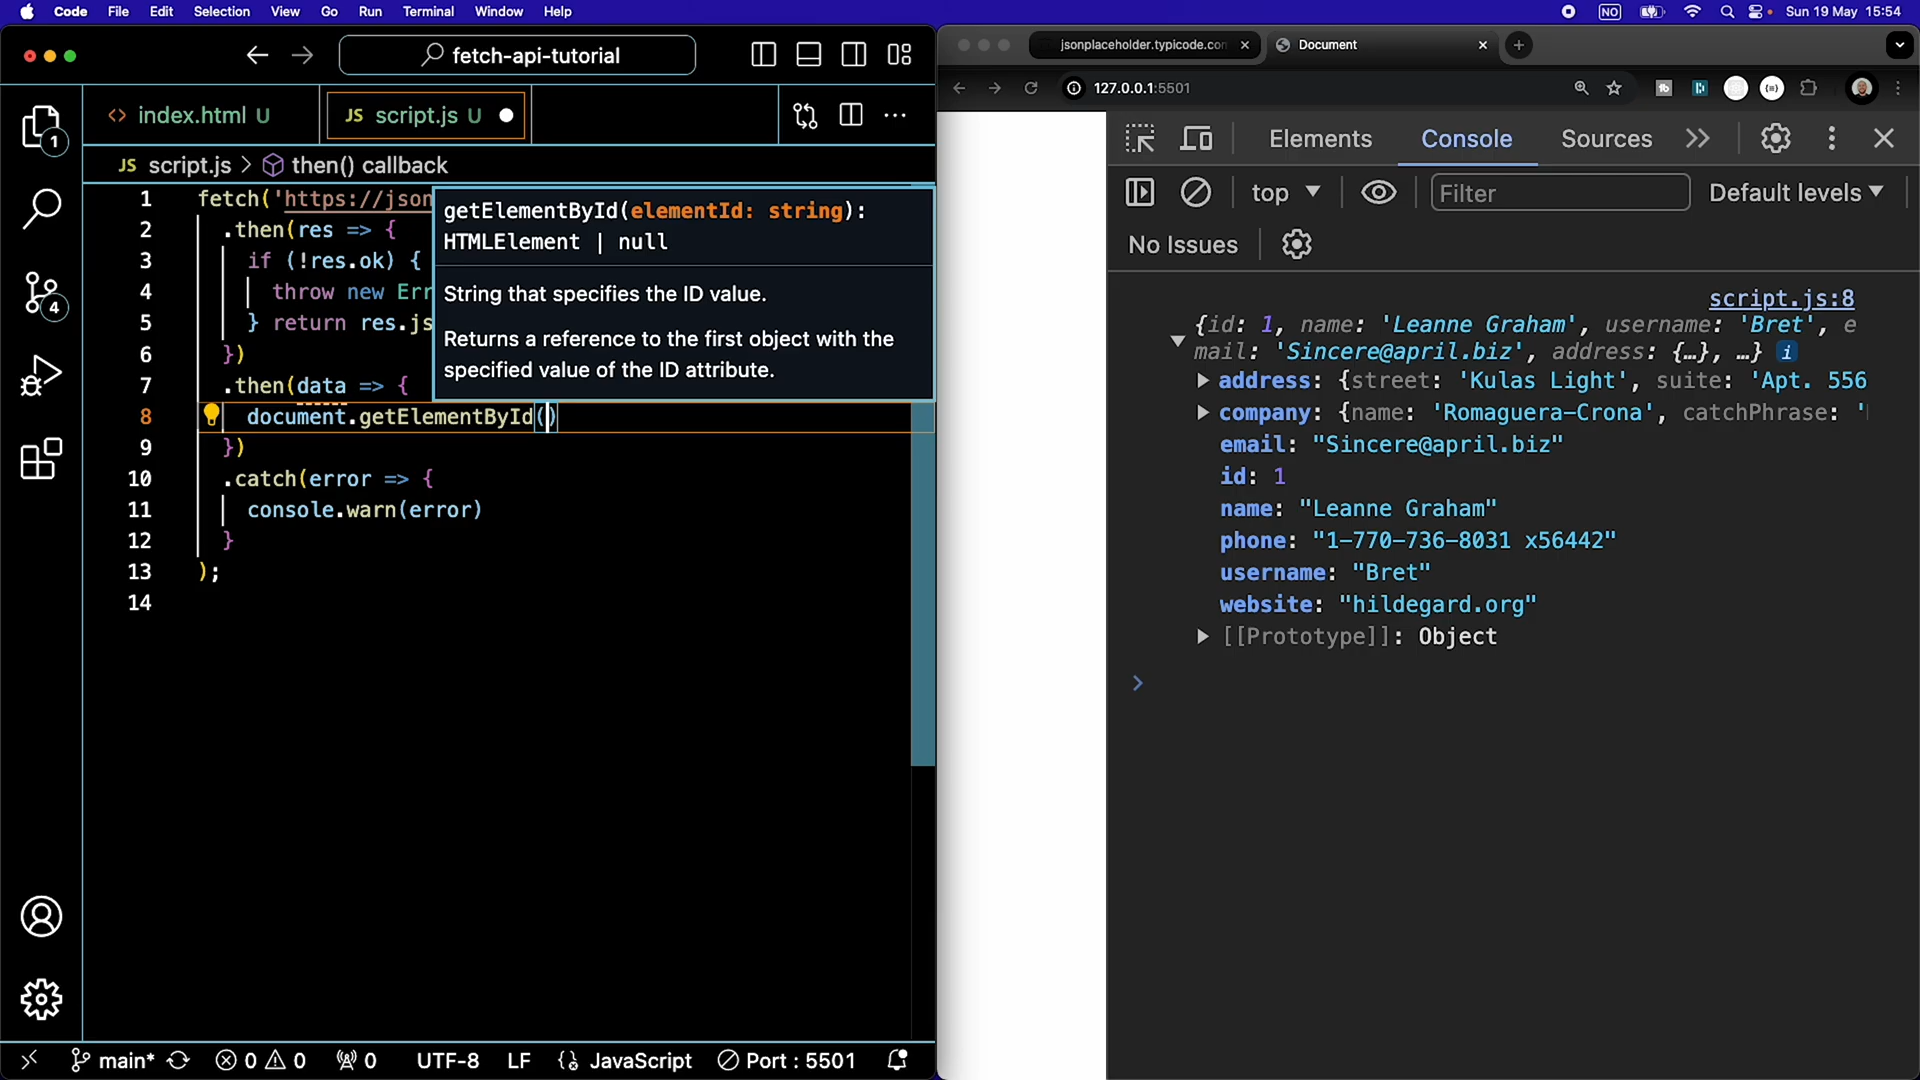 Code File Edit Selection View Go Run Terminal Window Help
NO Sun 19 May 15:54
fetch-api-tutorial
index.html U
JS script.js U
JS script.js > then() callback
1 fetch('https://json
2 .then(res => {
3 if (!res.ok) {
4 throw new Err
5 } return res.js
6 })
7 .then(data => {
8 document.getElementById()
9 })
10 .catch(error => {
11 console.warn(error)
12 }
13 );
14
getElementById(elementId: string):
HTMLElement | null
String that specifies the ID value.
Returns a reference to the first object with the
specified value of the ID attribute.
1
4
main* 0 0 0 UTF-8 LF JavaScript Port : 5501
jsonplaceholder.typicode.con
Document
127.0.0.1:5501
Elements Console Sources
top Filter Default levels
No Issues
script.js:8
{id: 1, name: 'Leanne Graham', username: 'Bret', e
mail: 'Sincere@april.biz', address: {…}, …} i
address: {street: 'Kulas Light', suite: 'Apt. 556
company: {name: 'Romaguera-Crona', catchPhrase: '
email: "Sincere@april.biz"
id: 1
name: "Leanne Graham"
phone: "1-770-736-8031 x56442"
username: "Bret"
website: "hildegard.org"
[[Prototype]]: Object